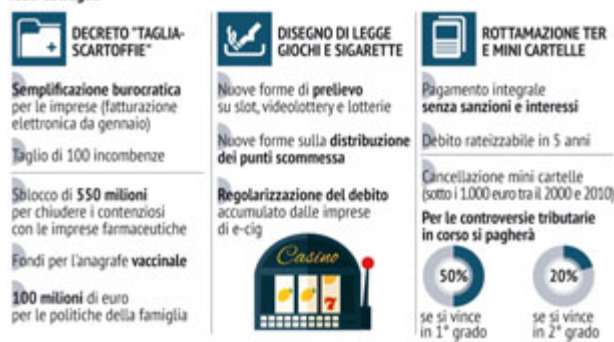 DECRETO "TAGLIA-
SCARTOFFIE"
Semplificazione burocratica
per le imprese (fatturazione
elettronica da gennaio)
Taglio di 100 incombenze
Sblocco di 550 milioni
per chiudere i contenziosi
con le imprese farmaceutiche
Fondi per l'anagrafe vaccinale
100 milioni di euro
per le politiche della famiglia
DISEGNO DI LEGGE
GIOCHI E SIGARETTE
Nuove forme di prelievo
su slot, videolottery e lotterie
Nuove forme sulla distribuzione
dei punti scommessa
Regolarizzazione del debito
accumulato dalle imprese
di e-cig
Casino
7
ROTTAMAZIONE TER
E MINI CARTELLE
Pagamento integrale
senza sanzioni e interessi
Debito rateizzabile in 5 anni
Cancellazione mini cartelle
(sotto i 1.000 euro tra il 2000 e 2010)
Per le controversie tributarie
in corso si pagherà
50%
se si vince
in 1° grado
20%
se si vince
in 2° grado